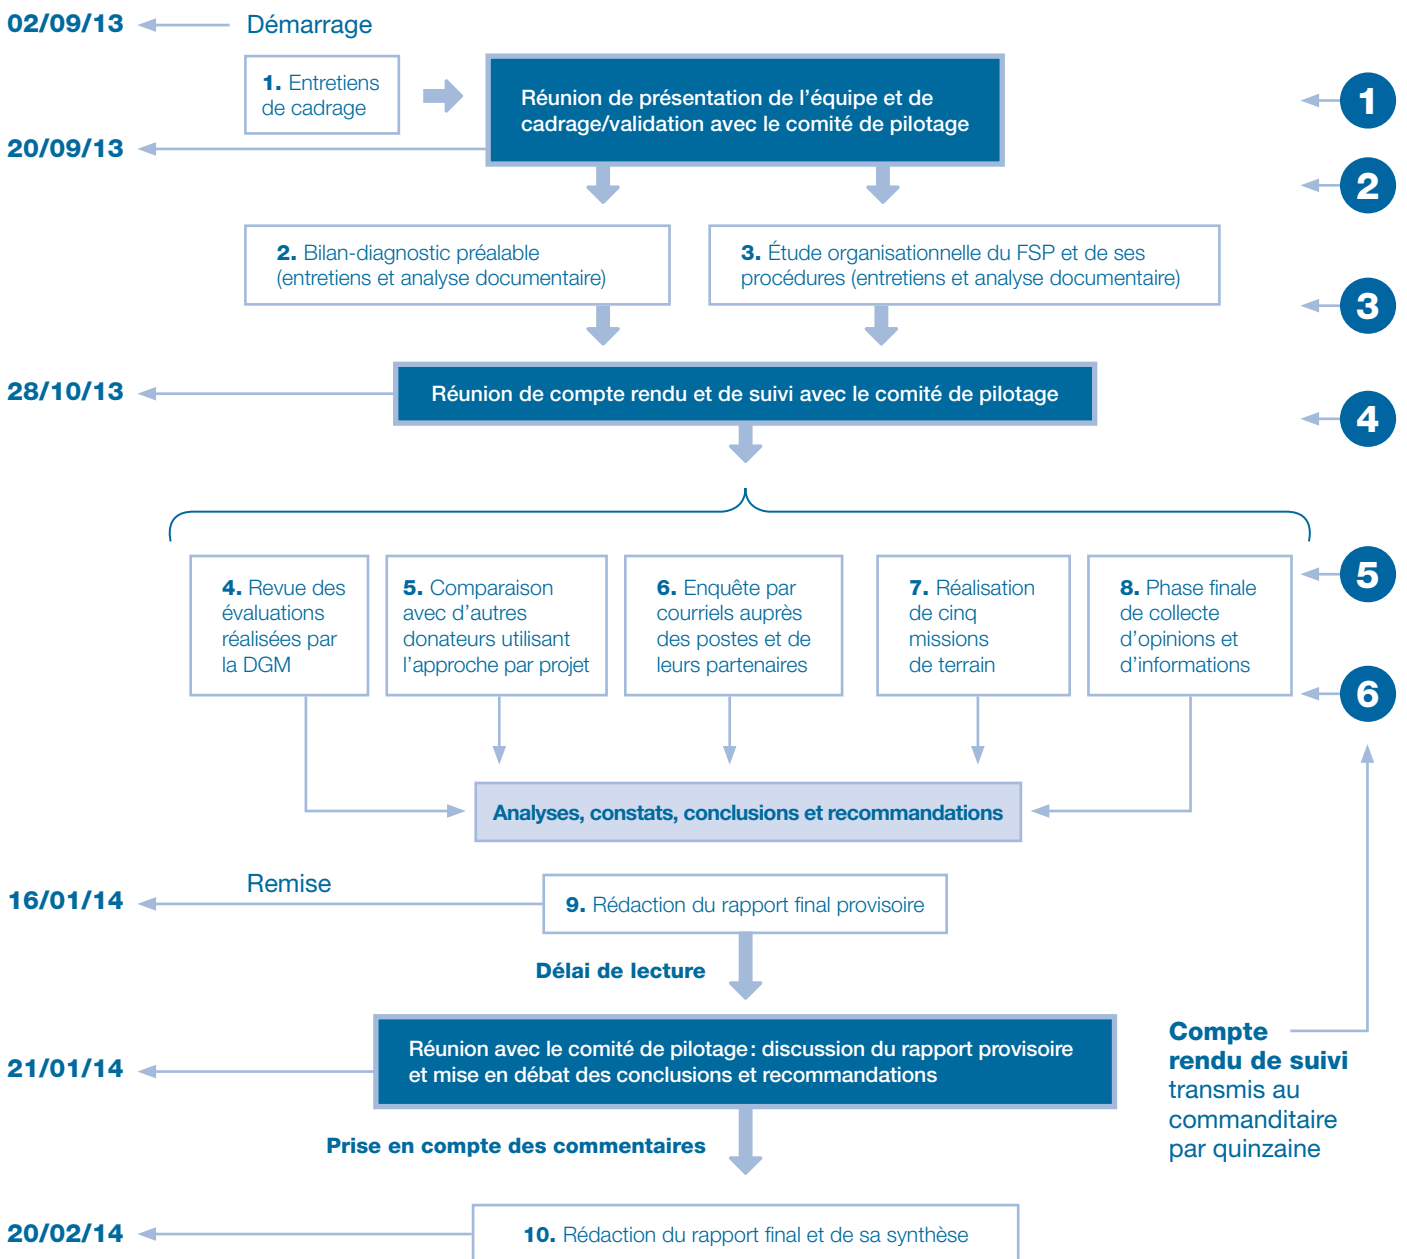 02/09/13
Démarrage
1. Entretiens
de cadrage
Réunion de présentation de l'équipe et de
cadrage/validation avec le comité de pilotage
1
20/09/13
2
2. Bilan-diagnostic préalable
(entretiens et analyse documentaire)
3. Étude organisationnelle du FSP et de ses
procédures (entretiens et analyse documentaire)
3
28/10/13
Réunion de compte rendu et de suivi avec le comité de pilotage
4
4. Revue des
évaluations
réalisées par
la DGM
5. Comparaison
avec d'autres
donateurs utilisant
l'approche par projet
6. Enquête par
courriels auprès
des postes et de
leurs partenaires
7. Réalisation
de cinq
missions
de terrain
8. Phase finale
de collecte
d'opinions et
d'informations
5
6
Analyses, constats, conclusions et recommandations
16/01/14
Remise
9. Rédaction du rapport final provisoire
Délai de lecture
21/01/14
Réunion avec le comité de pilotage : discussion du rapport provisoire
et mise en débat des conclusions et recommandations
Compte
rendu de suivi
transmis au
commanditaire
par quinzaine
Prise en compte des commentaires
20/02/14
10. Rédaction du rapport final et de sa synthèse